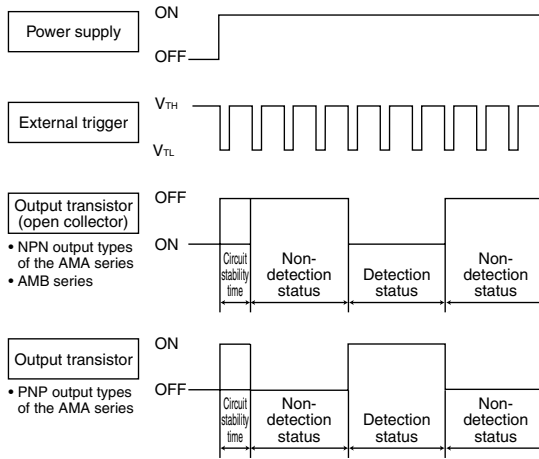 ON
Power supply
OFF
VTH
External trigger
VTL
Output transistor
(open collector)
OFF
ON
• NPN output types
of the AMA series
• AMB series
Circuit
stability
time
Non-
detection
status
Detection
status
Non-
detection
status
Output transistor
ON
OFF
• PNP output types
of the AMA series
Circuit
stability
time
Non-
detection
status
Detection
status
Non-
detection
status